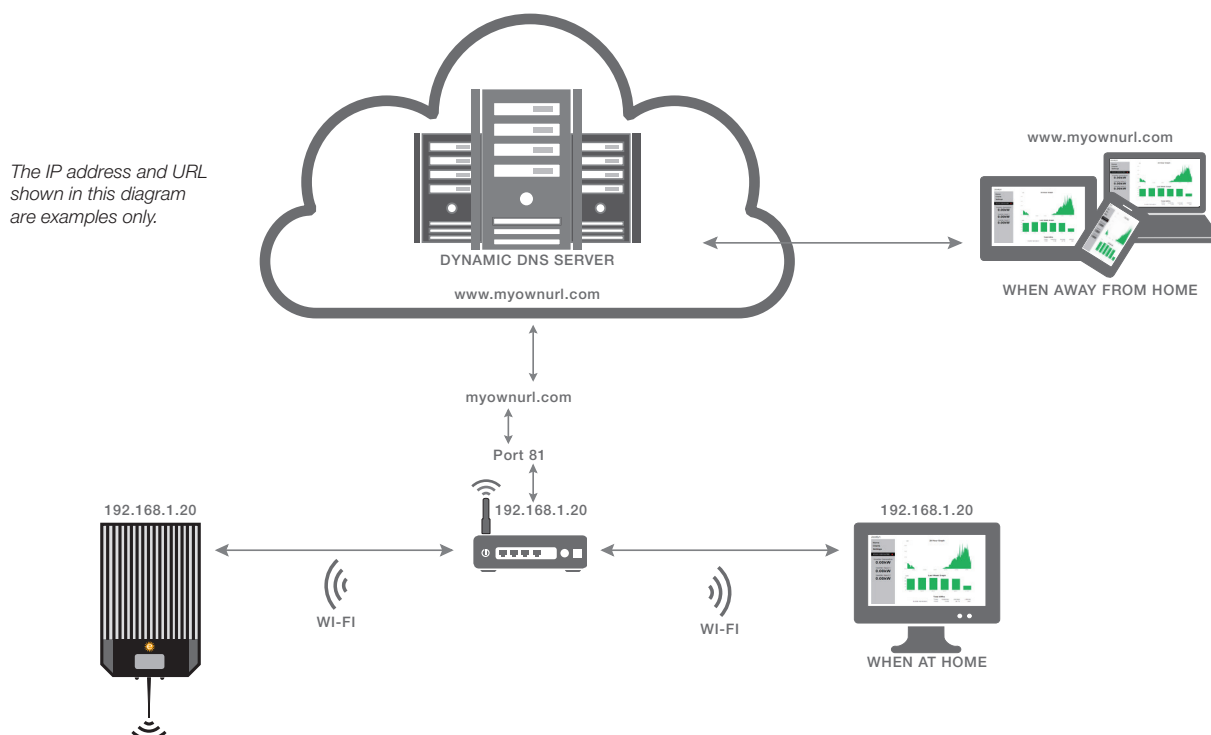 The IP address and URL
shown in this diagram
are examples only.
DYNAMIC DNS SERVER
www.myownurl.com
www.myownurl.com
WHEN AWAY FROM HOME
myownurl.com
Port 81
192.168.1.20
192.168.1.20
192.168.1.20
WI-FI
WI-FI
WHEN AT HOME